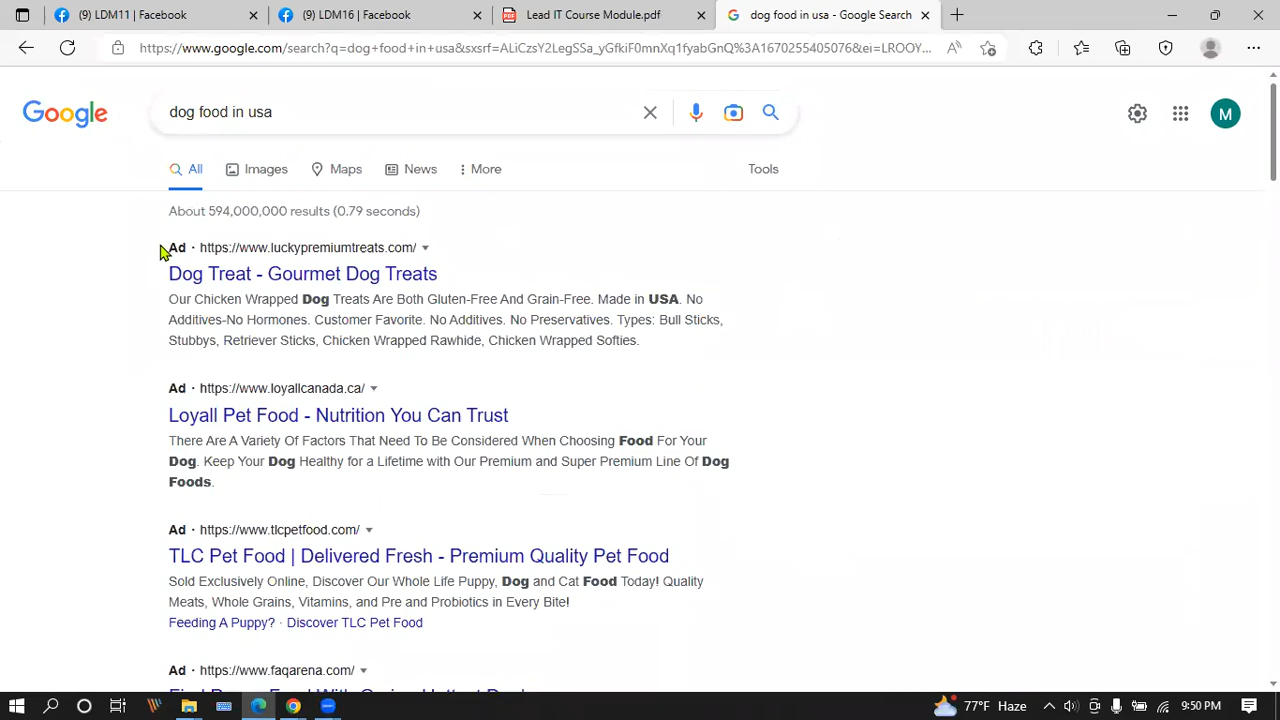 (9) LDM11 | Facebook
(9) LDM16 | Facebook
Lead IT Course Module.pdf
dog food in usa - Google Search
https://www.google.com/search?q=dog+food+in+usa&sxsrf=ALiCzsY2LegSSa_yGfkiF0mnXq1fyabGnQ%3A1670255405076&ei=LROOY...
Google
dog food in usa
M
All
Images
Maps
News
More
Tools
About 594,000,000 results (0.79 seconds)
Ad · https://www.luckypremiumtreats.com/
Dog Treat - Gourmet Dog Treats
Our Chicken Wrapped Dog Treats Are Both Gluten-Free And Grain-Free. Made in USA. No
Additives-No Hormones. Customer Favorite. No Additives. No Preservatives. Types: Bull Sticks,
Stubbys, Retriever Sticks, Chicken Wrapped Rawhide, Chicken Wrapped Softies.
Ad · https://www.loyallcanada.ca/
Loyall Pet Food - Nutrition You Can Trust
There Are A Variety Of Factors That Need To Be Considered When Choosing Food For Your
Dog. Keep Your Dog Healthy for a Lifetime with Our Premium and Super Premium Line Of Dog
Foods.
Ad · https://www.tlcpetfood.com/
TLC Pet Food | Delivered Fresh - Premium Quality Pet Food
Sold Exclusively Online, Discover Our Whole Life Puppy, Dog and Cat Food Today! Quality
Meats, Whole Grains, Vitamins, and Pre and Probiotics in Every Bite!
Feeding A Puppy? · Discover TLC Pet Food
Ad · https://www.faqarena.com/
77°F Haze
9:50 PM